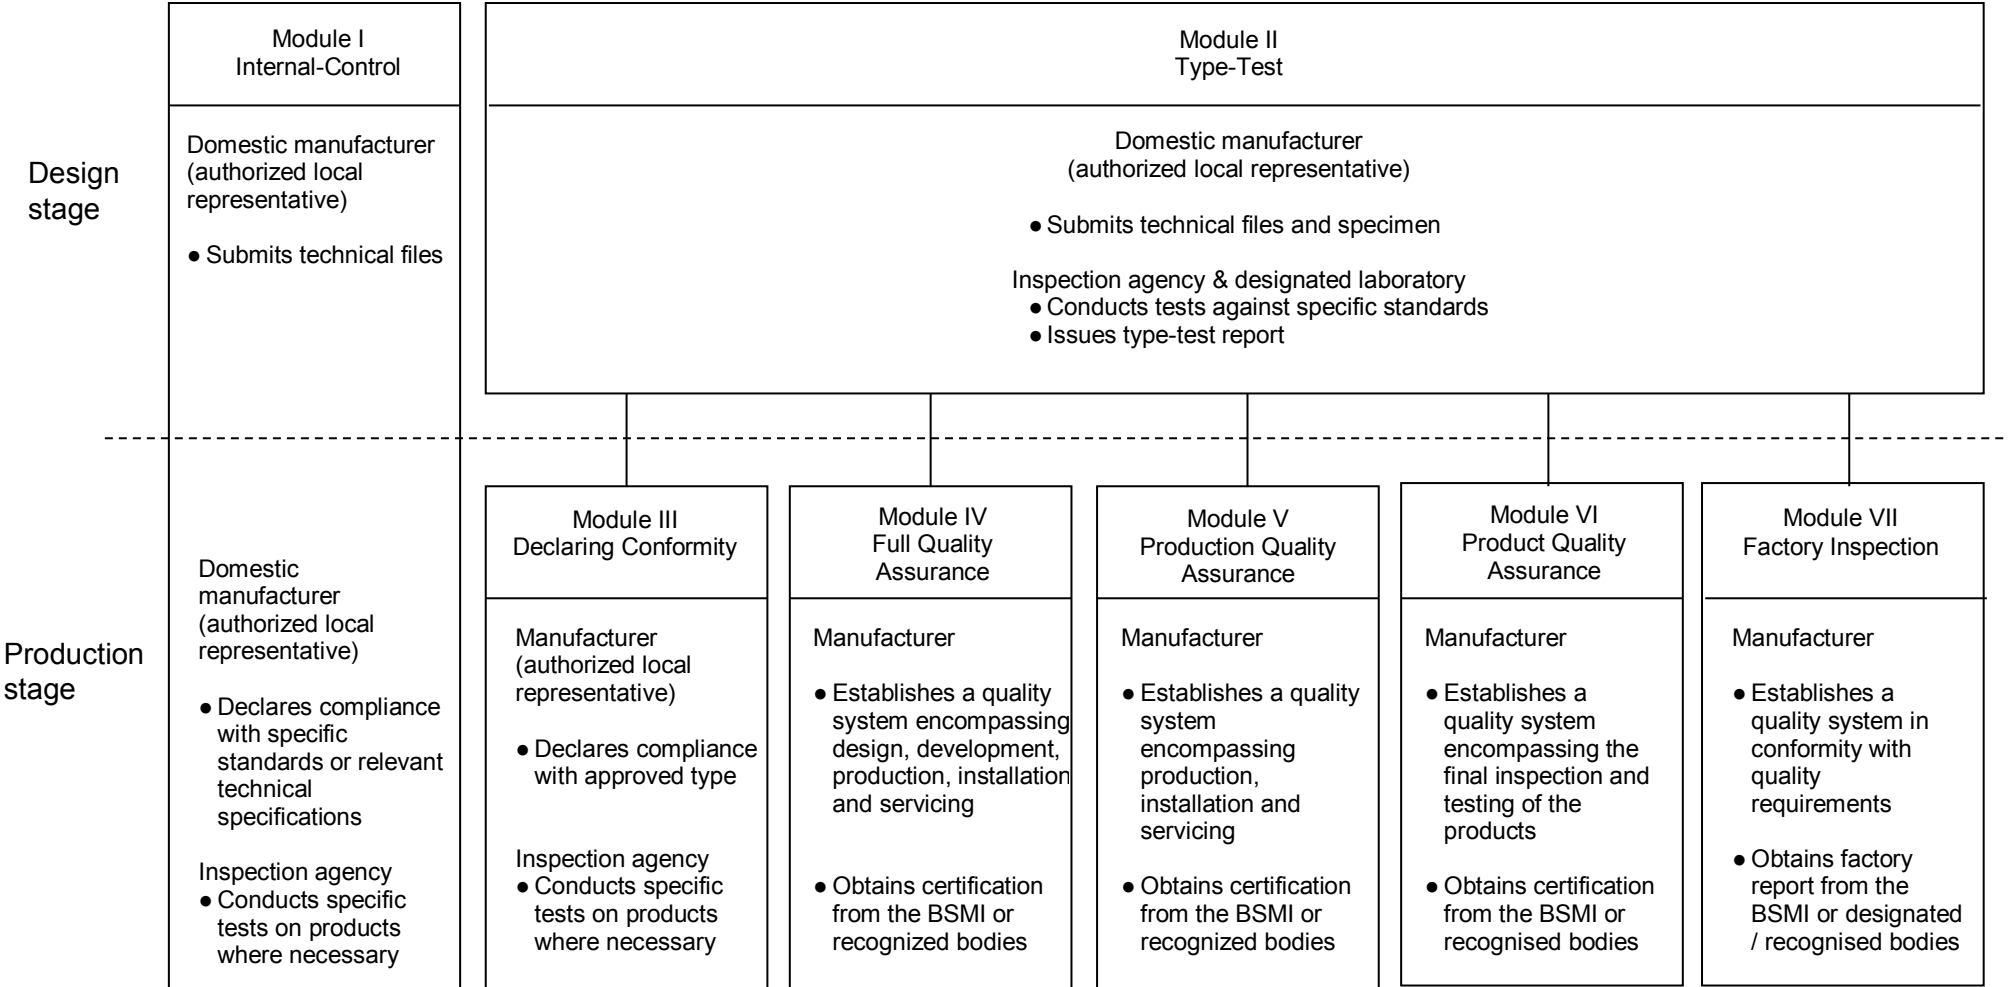 Module I
Internal-Control
Module II
Type-Test
Design
stage
Domestic manufacturer
(authorized local
representative)
● Submits technical files
Domestic manufacturer
(authorized local representative)
● Submits technical files and specimen
Inspection agency & designated laboratory
● Conducts tests against specific standards
● Issues type-test report
Production
stage
Domestic
manufacturer
(authorized local
representative)
● Declares compliance
with specific
standards or relevant
technical
specifications
Inspection agency
● Conducts specific
tests on products
where necessary
Module III
Declaring Conformity
Manufacturer
(authorized local
representative)
● Declares compliance
with approved type
Inspection agency
● Conducts specific
tests on products
where necessary
Module IV
Full Quality
Assurance
Manufacturer
● Establishes a quality
system encompassing
design, development,
production, installation
and servicing
● Obtains certification
from the BSMI or
recognized bodies
Module V
Production Quality
Assurance
Manufacturer
● Establishes a quality
system
encompassing
production,
installation and
servicing
● Obtains certification
from the BSMI or
recognized bodies
Module VI
Product Quality
Assurance
Manufacturer
● Establishes a
quality system
encompassing the
final inspection and
testing of the
products
● Obtains certification
from the BSMI or
recognised bodies
Module VII
Factory Inspection
Manufacturer
● Establishes a
quality system in
conformity with
quality
requirements
● Obtains factory
report from the
BSMI or designated
/ recognised bodies